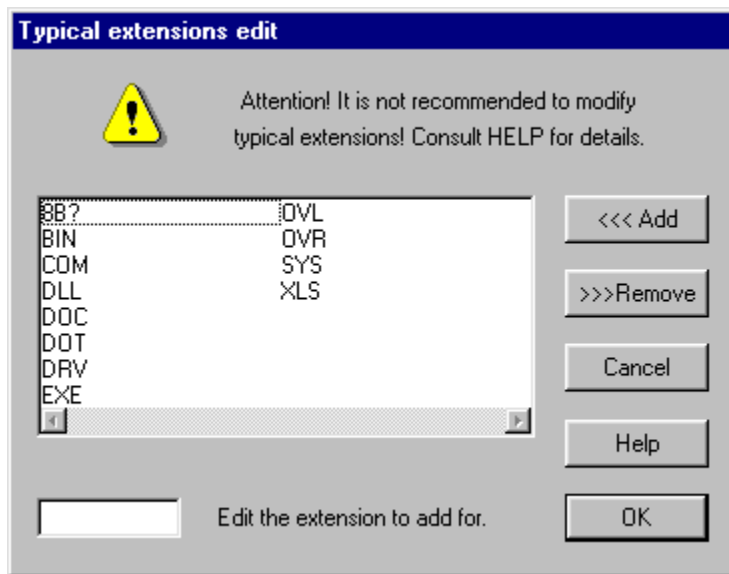 Typical extensions edit
Attention! It is not recommended to modify
typical extensions! Consult HELP for details.
8B? OVL
BIN OVR
COM SYS
DLL XLS
DOC
DOT
DRV
EXE
<<< Add
>>>Remove
Cancel
Help
Edit the extension to add for.
OK